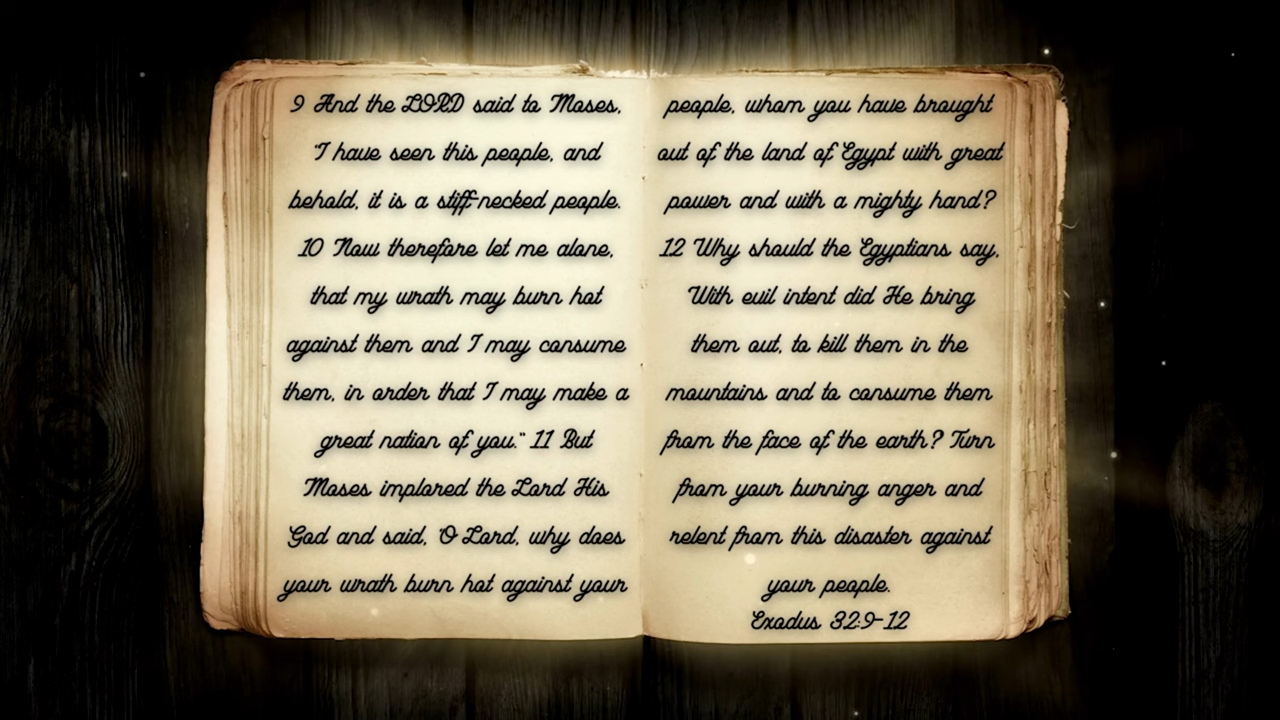 9 And the LORD said to Moses,
"I have seen this people, and
behold, it is a stiff-necked people.
10 Now therefore let me alone,
that my wrath may burn hot
against them and I may consume
them, in order that I may make a
great nation of you." 11 But
Moses implored the Lord His
God and said, "O Lord, why does
your wrath burn hot against your
people, whom you have brought
out of the land of Egypt with great
power and with a mighty hand?
12 Why should the Egyptians say,
'With evil intent did He bring
them out, to kill them in the
mountains and to consume them
from the face of the earth? Turn
from your burning anger and
relent from this disaster against
your people.
Exodus 32:9-12